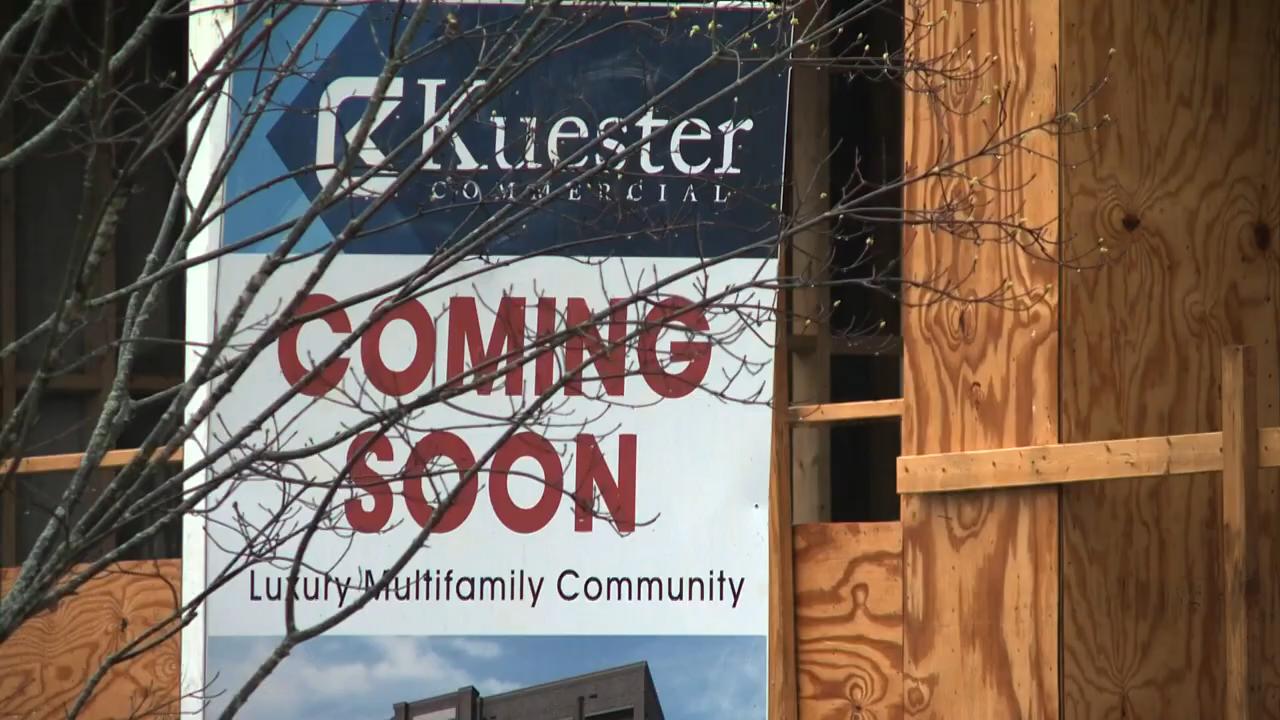 Kuester
COMMERCIAL
COMING
SOON
Luxury Multifamily Community